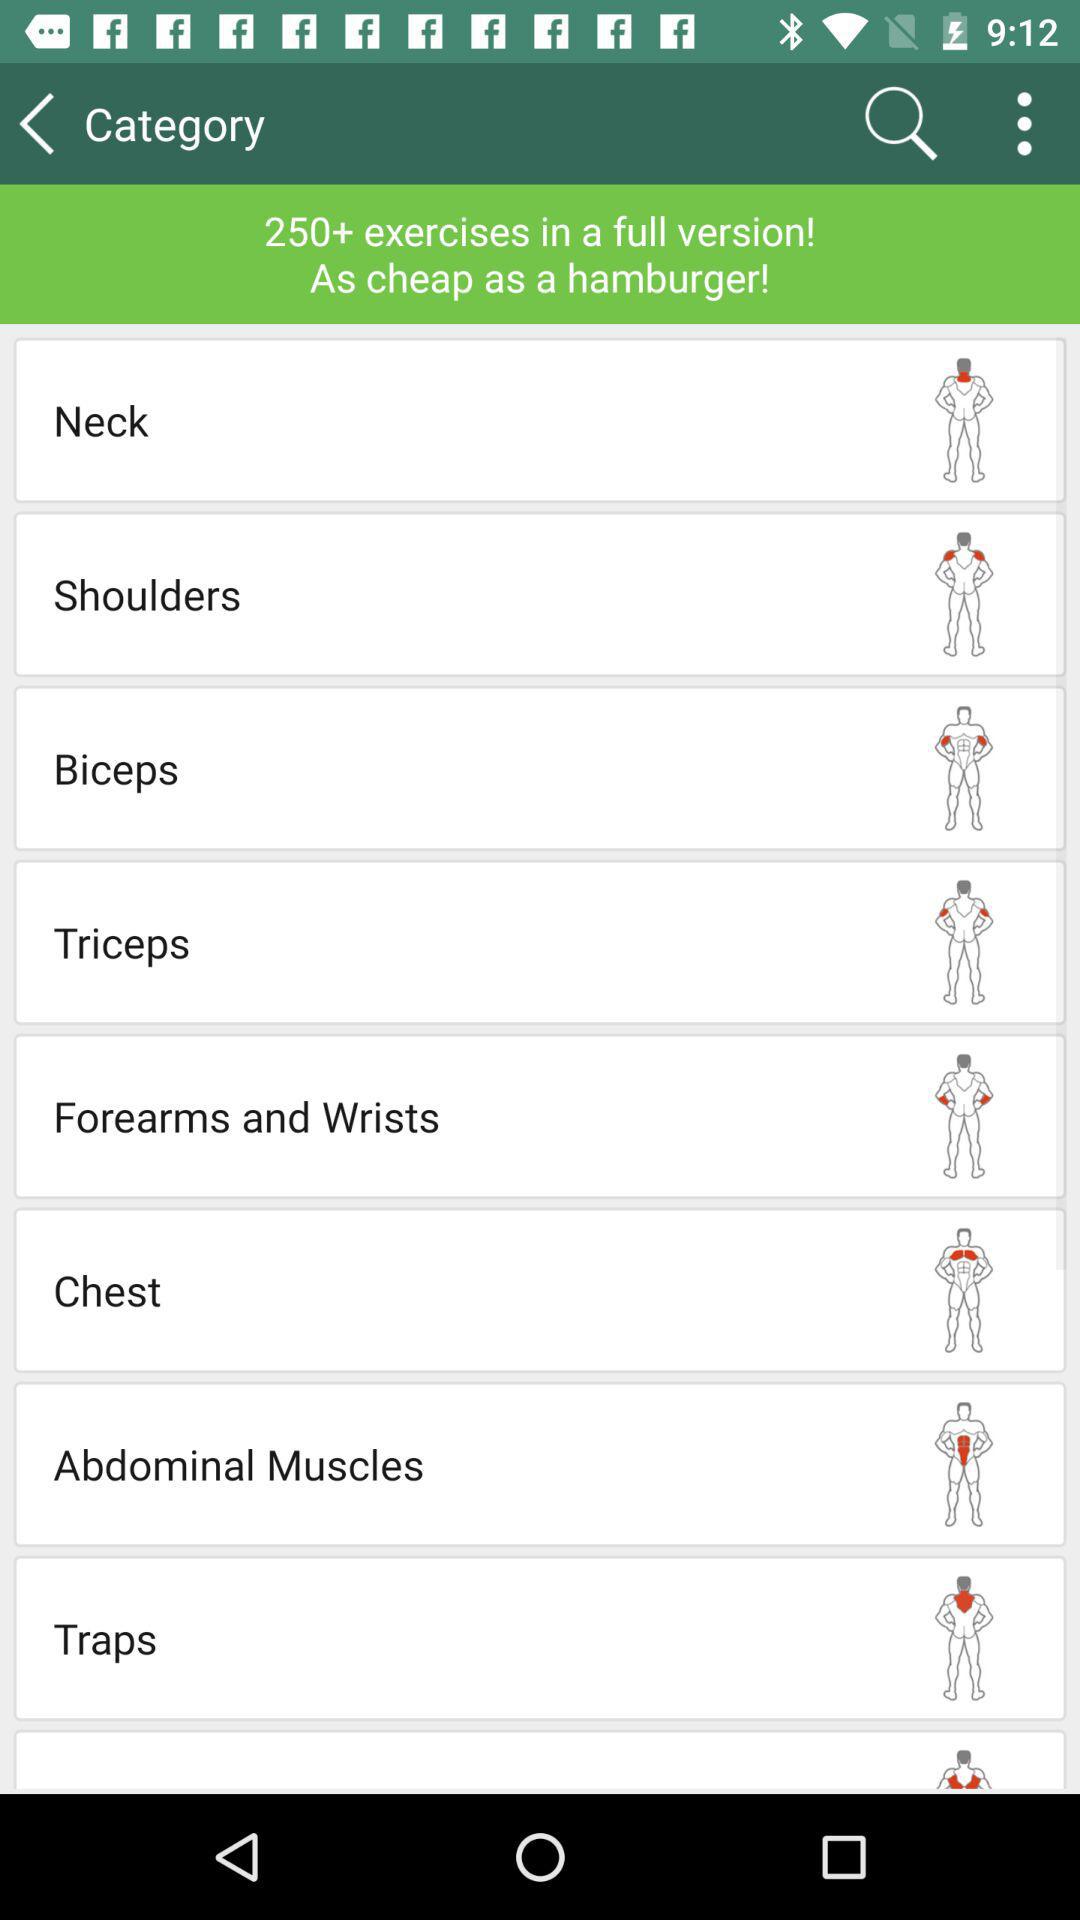 9:12
Category
250+ exercises in a full version!
As cheap as a hamburger!
Neck
Shoulders
Biceps
Triceps
Forearms and Wrists
Chest
Abdominal Muscles
Traps